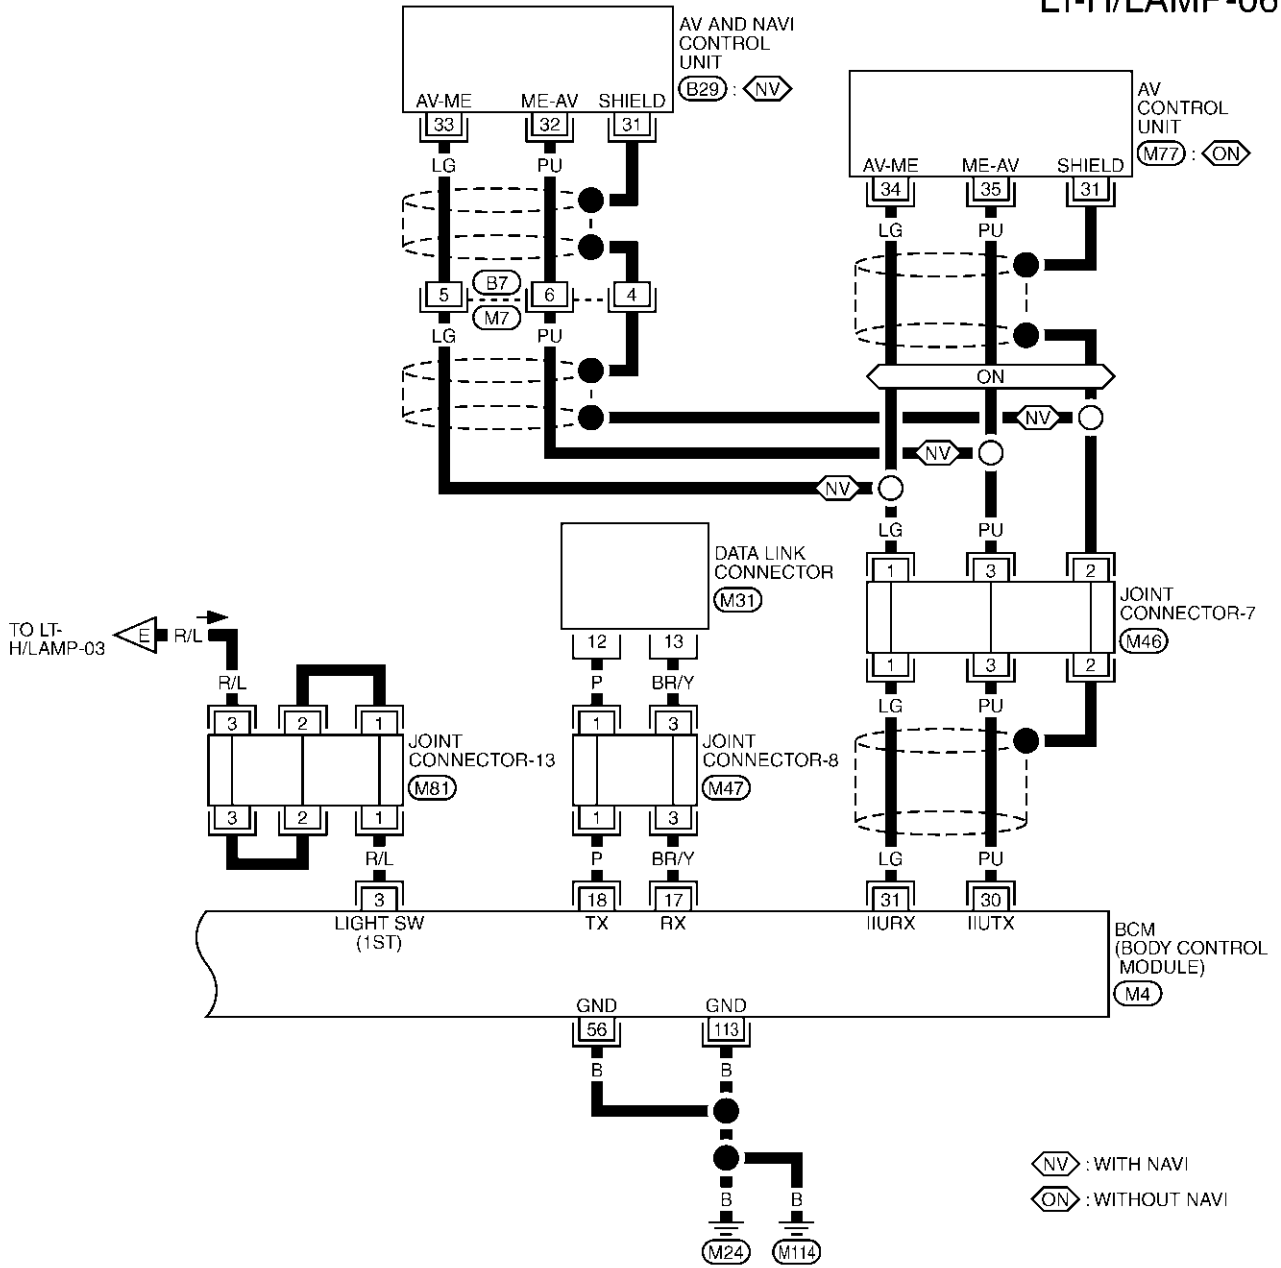 LT-H/LAMP-06
AV AND NAVI
CONTROL
UNIT
B29 : NV
AV-ME ME-AV SHIELD
33 32 31
LG PU
AV
CONTROL
UNIT
M77 : ON
AV-ME ME-AV SHIELD
34 35 31
LG PU
B7
5 6 4
M7
LG PU
ON
NV
NV
NV
LG PU
DATA LINK
CONNECTOR
M31
12 13
P BR/Y
1 3 2
JOINT
CONNECTOR-7
M46
1 3 2
LG PU
TO LT-
H/LAMP-03
E R/L
R/L
3 2 1
JOINT
CONNECTOR-13
M81
3 2 1
R/L
1 3
JOINT
CONNECTOR-8
M47
1 3
P BR/Y
LG PU
3 18 17 31 30
LIGHT SW
(1ST)
TX RX IIURX IIUTX
BCM
(BODY CONTROL
MODULE)
M4
GND GND
56 113
B B
B B
M24 M114
NV : WITH NAVI
ON : WITHOUT NAVI